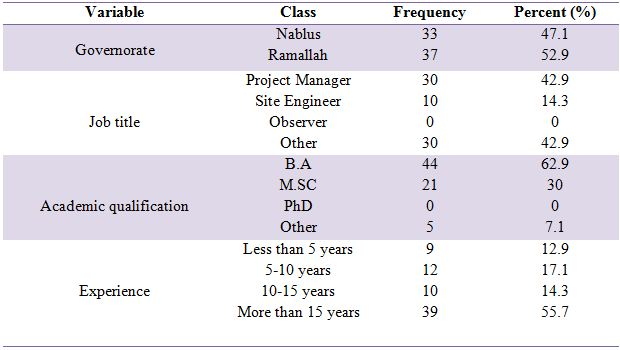 Variable Class Frequency Percent (%)
Governorate Nablus 33 47.1
Ramallah 37 52.9
Job title Project Manager 30 42.9
Site Engineer 10 14.3
Observer 0 0
Other 30 42.9
Academic qualification B.A 44 62.9
M.SC 21 30
PhD 0 0
Other 5 7.1
Experience Less than 5 years 9 12.9
5-10 years 12 17.1
10-15 years 10 14.3
More than 15 years 39 55.7